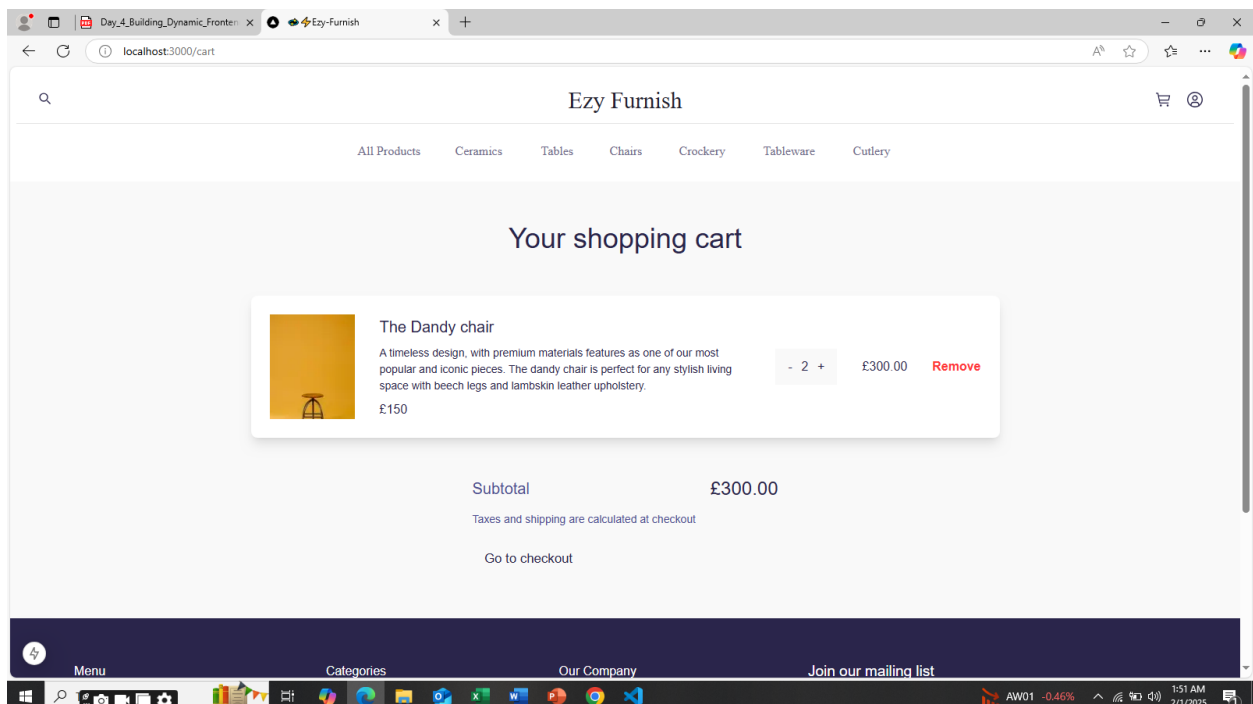 Day_4_Building_Dynamic_Fronten
Ezy-Furnish
localhost:3000/cart
Ezy Furnish
All Products Ceramics Tables Chairs Crockery Tableware Cutlery
Your shopping cart
The Dandy chair
A timeless design, with premium materials features as one of our most
popular and iconic pieces. The dandy chair is perfect for any stylish living
space with beech legs and lambskin leather upholstery.
£150
- 2 + £300.00 Remove
Subtotal £300.00
Taxes and shipping are calculated at checkout
Go to checkout
Menu Categories Our Company Join our mailing list
AW01 -0.46%
1:51 AM
2/1/2025